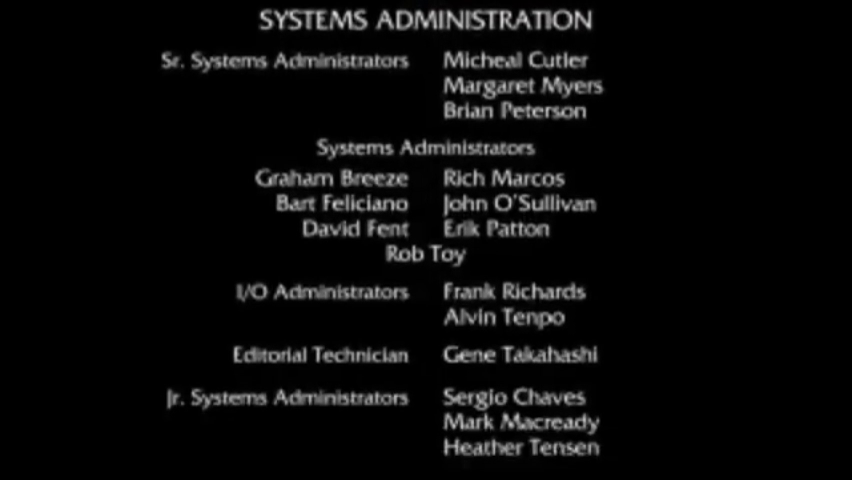 SYSTEMS ADMINISTRATION
Sr. Systems Administrators Micheal Cutler
Margaret Myers
Brian Peterson
Systems Administrators
Graham Breeze Rich Marcos
Bart Feliciano John O'Sullivan
David Fent Erik Patton
Rob Toy
I/O Administrators Frank Richards
Alvin Tenpo
Editorial Technician Gene Takahashi
Jr. Systems Administrators Sergio Chaves
Mark Macready
Heather Tensen